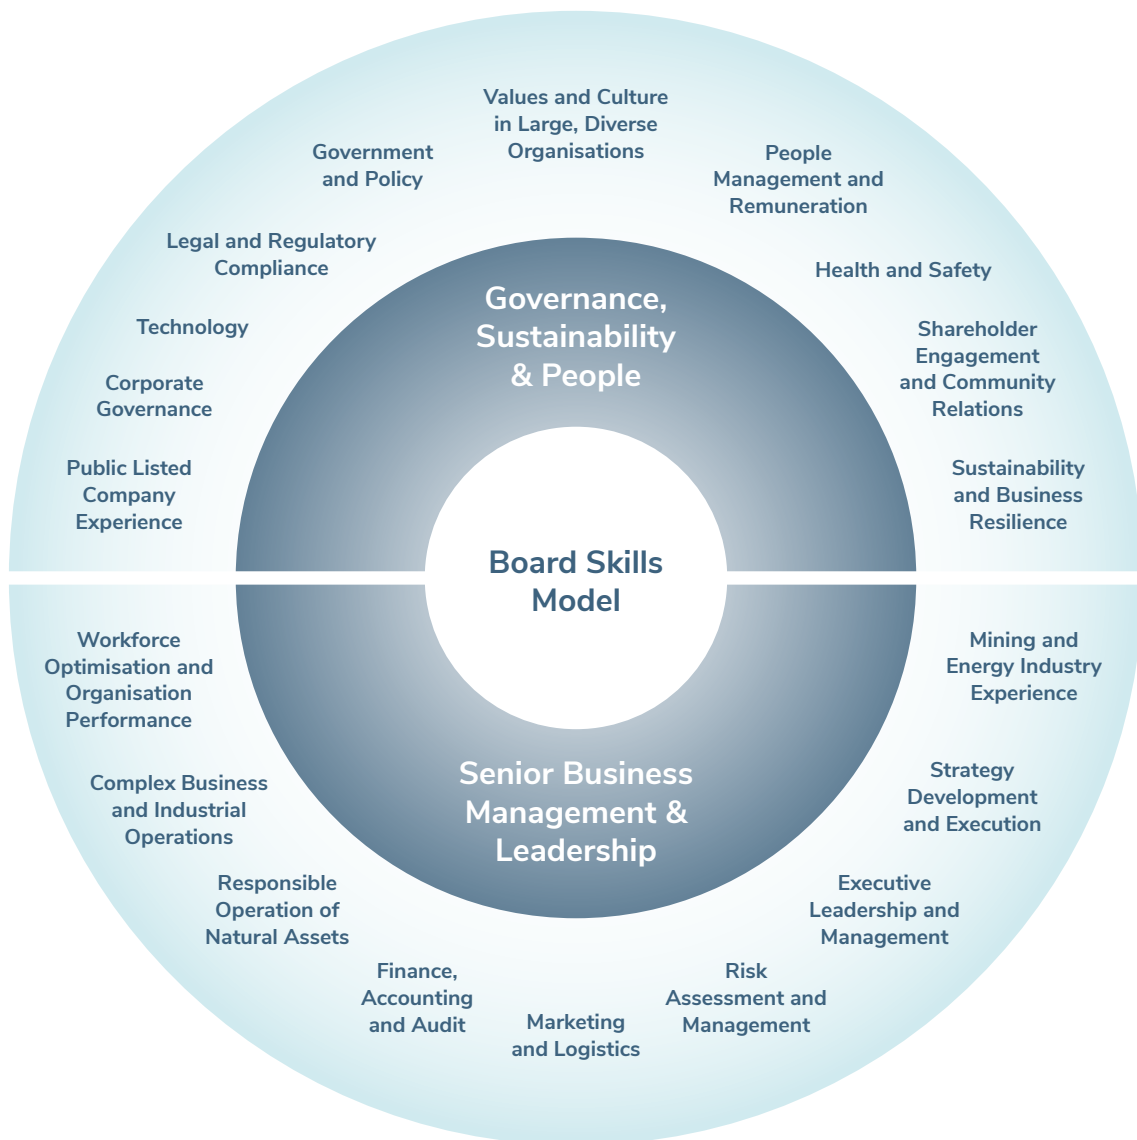 Values and Culture
in Large, Diverse
Organisations
Government
and Policy
People
Management and
Remuneration
Legal and Regulatory
Compliance
Health and Safety
Technology
Shareholder
Engagement
and Community
Relations
Corporate
Governance
Public Listed
Company
Experience
Sustainability
and Business
Resilience
Governance,
Sustainability
& People
Board Skills
Model
Senior Business
Management &
Leadership
Workforce
Optimisation and
Organisation
Performance
Mining and
Energy Industry
Experience
Complex Business
and Industrial
Operations
Strategy
Development
and Execution
Responsible
Operation of
Natural Assets
Executive
Leadership and
Management
Finance,
Accounting
and Audit
Risk
Assessment and
Management
Marketing
and Logistics